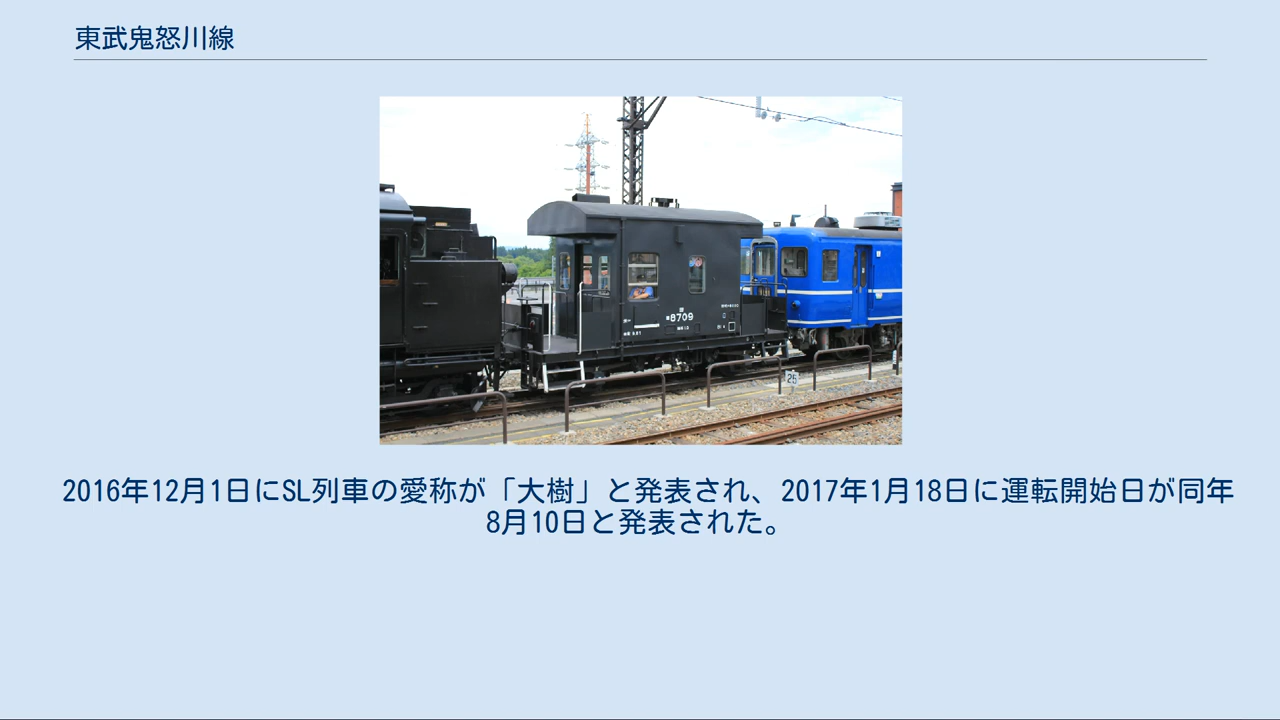 東武鬼怒川線
8709
25
2016年12月1日にSL列車の愛称が「大樹」と発表され、2017年1月18日に運転開始日が同年
8月10日と発表された。